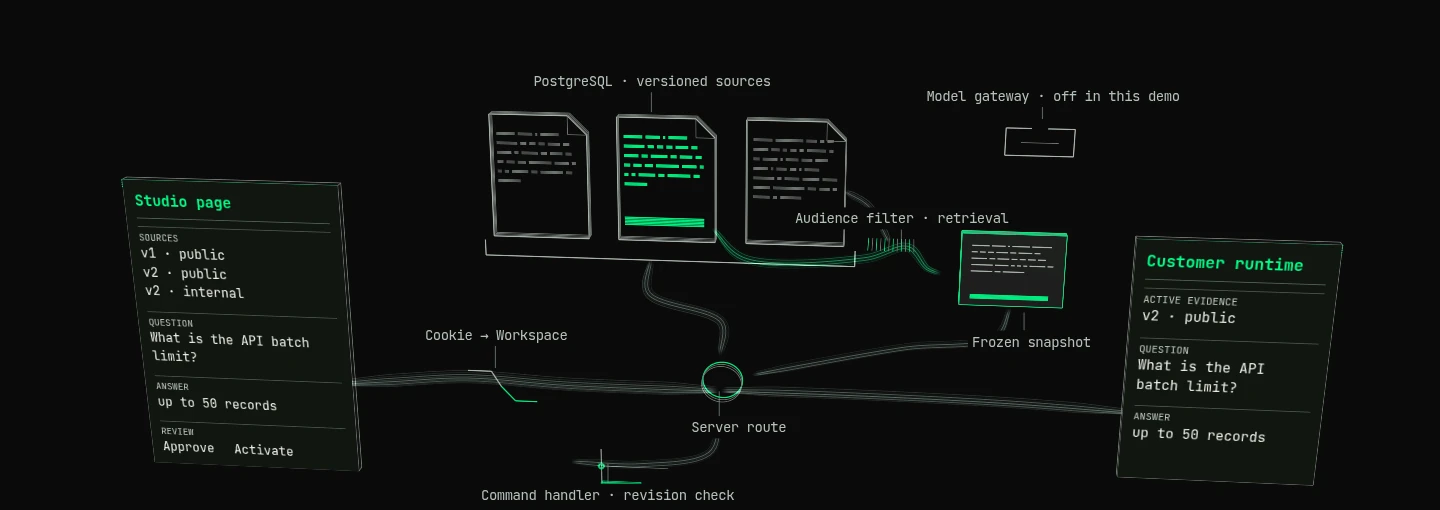 PostgreSQL · versioned sources
Model gateway · off in this demo
Audience filter · retrieval
Studio page
SOURCES
v1 · public
v2 · public
v2 · internal
QUESTION
What is the API batch
limit?
ANSWER
up to 50 records
REVIEW
Approve Activate
Cookie → Workspace
Server route
Command handler · revision check
Frozen snapshot
Customer runtime
ACTIVE EVIDENCE
v2 · public
QUESTION
What is the API
batch limit?
ANSWER
up to 50 records